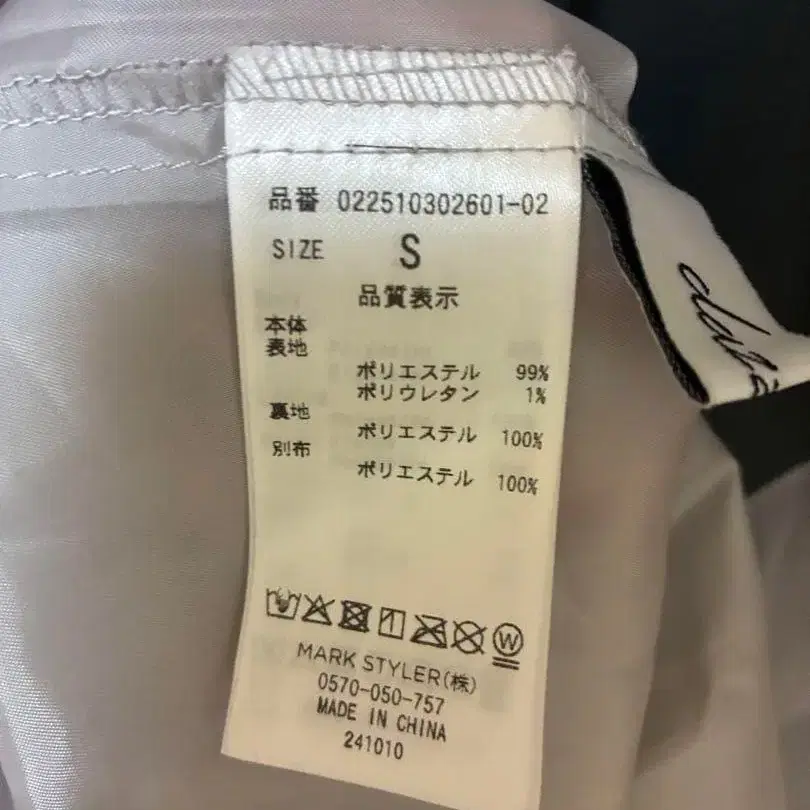 品番 022510302601-02
SIZE S
品質表示
本体
表地
ポリエステル 99%
ポリウレタン 1%
裏地
ポリエステル 100%
別布
ポリエステル 100%
W
MARK STYLER(株)
0570-050-757
MADE IN CHINA
241010